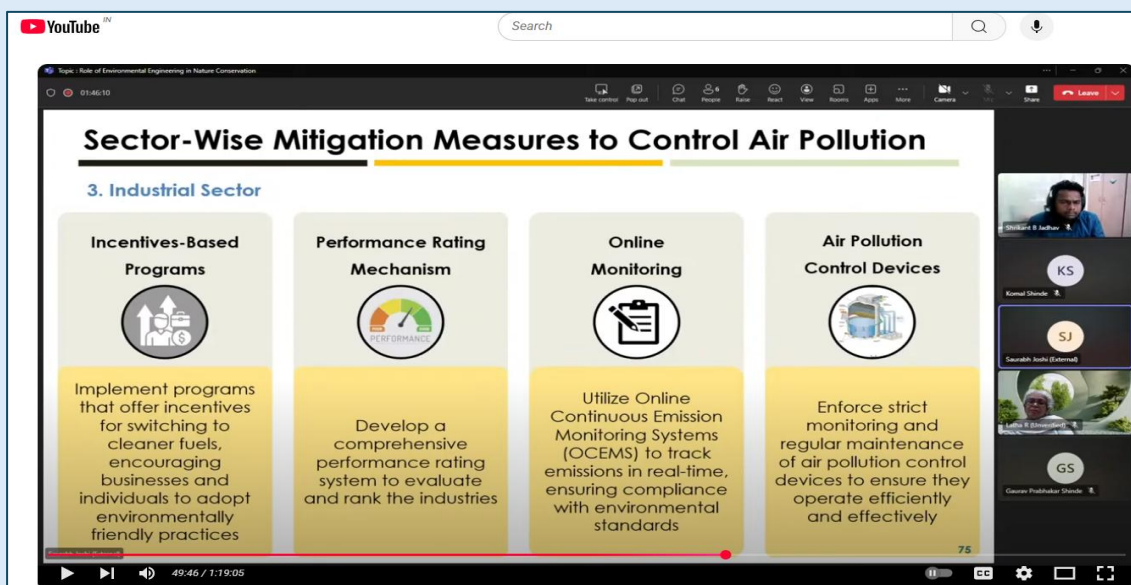 YouTube IN
Search
Topic : Role of Environmental Engineering in Nature Conservation
01:46:10
Take control Pop out Chat People 6 Raise React View Rooms Apps More Camera Share Leave
Sector-Wise Mitigation Measures to Control Air Pollution
3. Industrial Sector
Incentives-Based
Programs
Implement programs
that offer incentives
for switching to
cleaner fuels,
encouraging
businesses and
individuals to adopt
environmentally
friendly practices
Performance Rating
Mechanism
PERFORMANCE
Develop a
comprehensive
performance rating
system to evaluate
and rank the industries
Online
Monitoring
Utilize Online
Continuous Emission
Monitoring Systems
(OCEMS) to track
emissions in real-time,
ensuring compliance
with environmental
standards
Air Pollution
Control Devices
Enforce strict
monitoring and
regular maintenance
of air pollution control
devices to ensure they
operate efficiently
and effectively
75
Shrikant B Jadhav
KS
Komal Shinde
SJ
Saurabh Joshi (External)
Latha R (Unverified)
GS
Gaurav Prabhakar Shinde
Saurabh Joshi (External)
49:46 / 1:19:05
CC